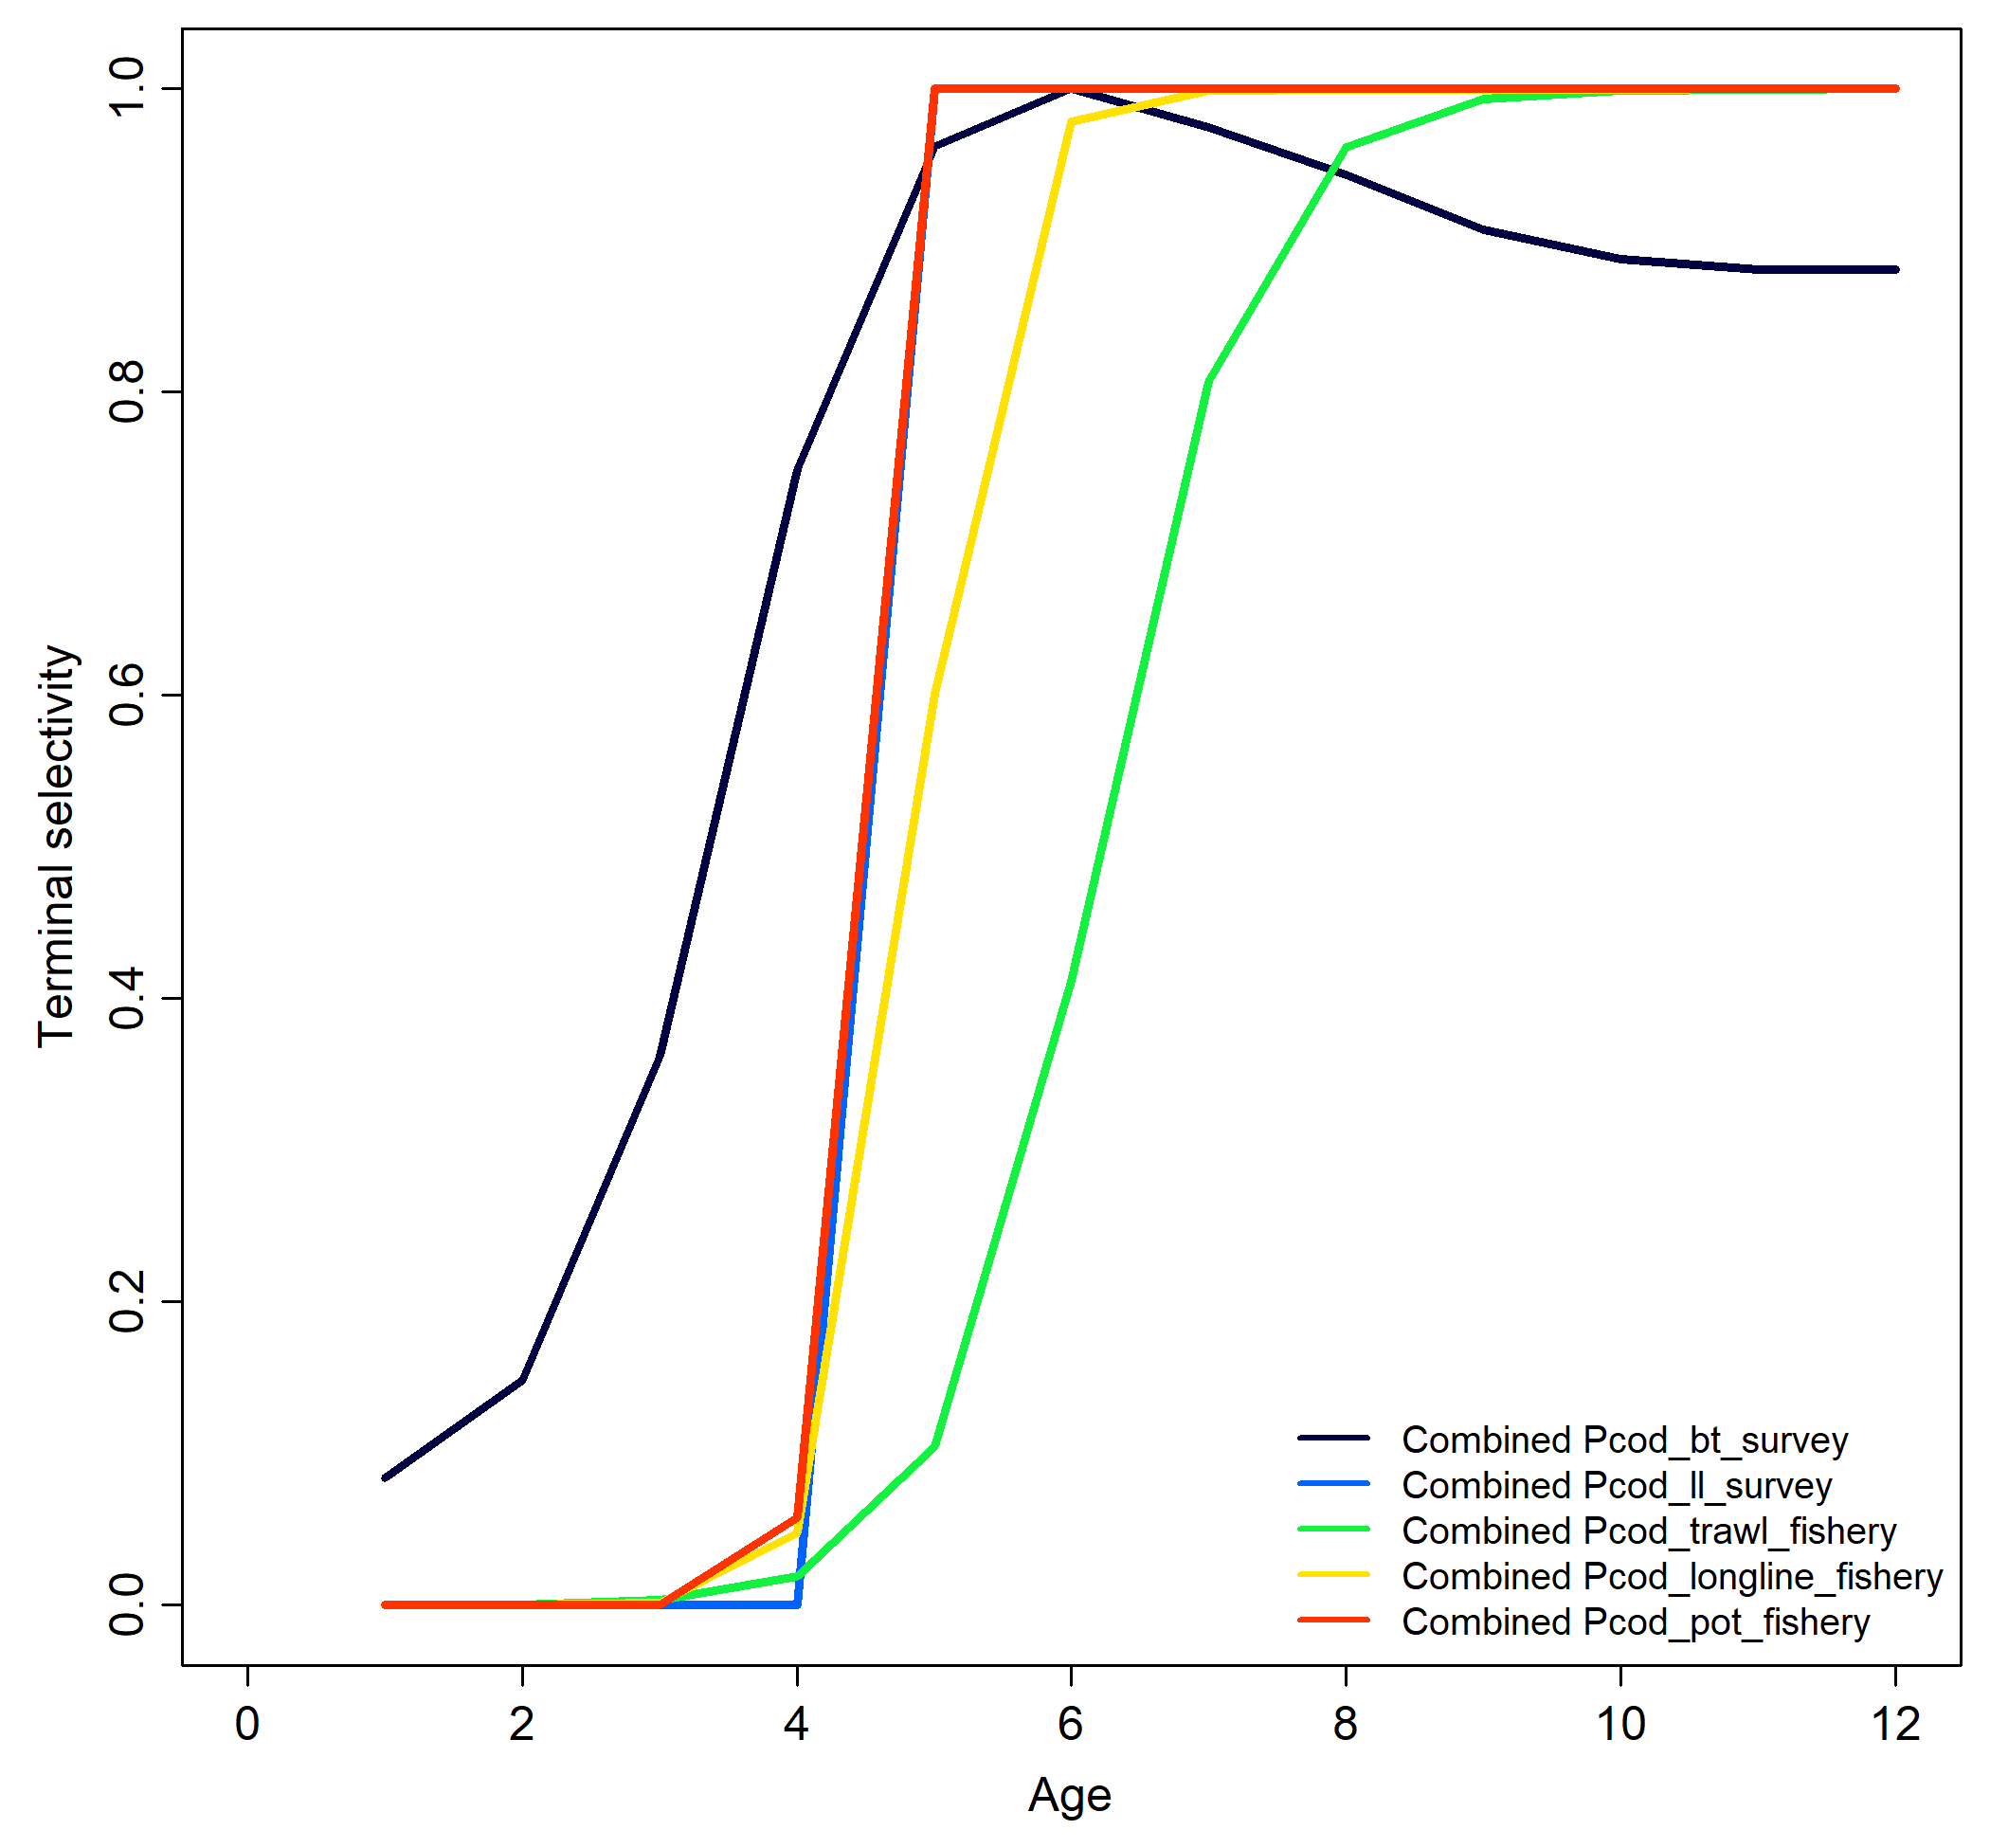 Terminal selectivity
1.0
0.8
0.6
0.4
0.2
0.0
Combined Pcod_bt_survey
Combined Pcod_ll_survey
Combined Pcod_trawl_fishery
Combined Pcod_longline_fishery
Combined Pcod_pot_fishery
0 2 4 6 8 10 12
Age